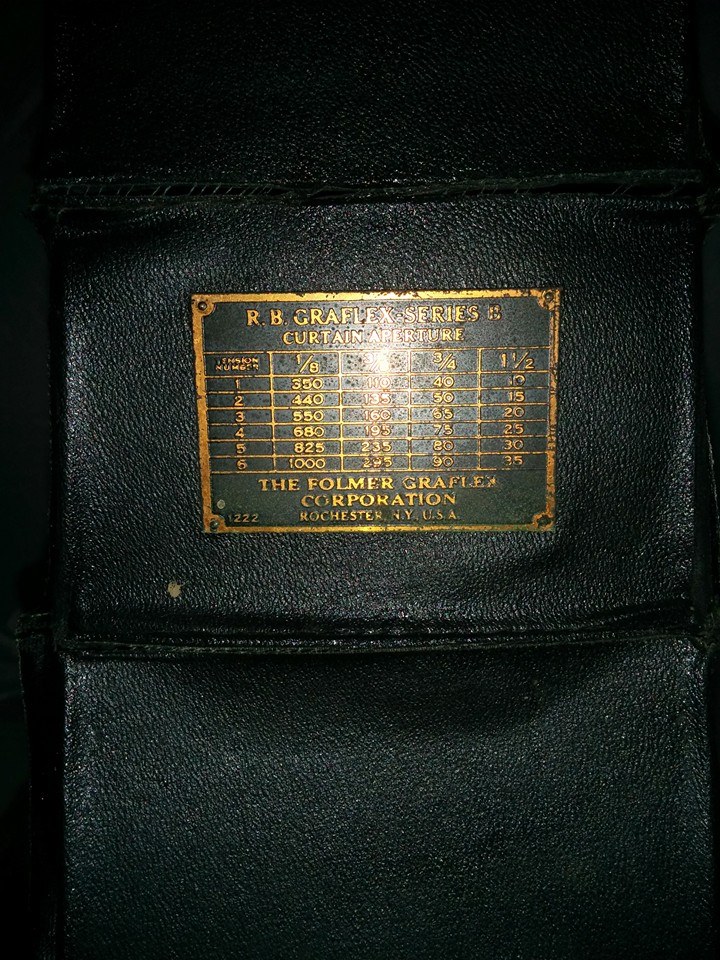 R. B. GRAFLEX-SERIES B
CURTAIN APERTURE
TENSION NUMBER 1/8 3/8 3/4 1 1/2
1 350 110 40 10
2 440 135 50 15
3 550 160 65 20
4 680 195 75 25
5 825 235 80 30
6 1000 295 90 35
THE FOLMER GRAFLEX
CORPORATION
1222 ROCHESTER, N.Y., U.S.A.